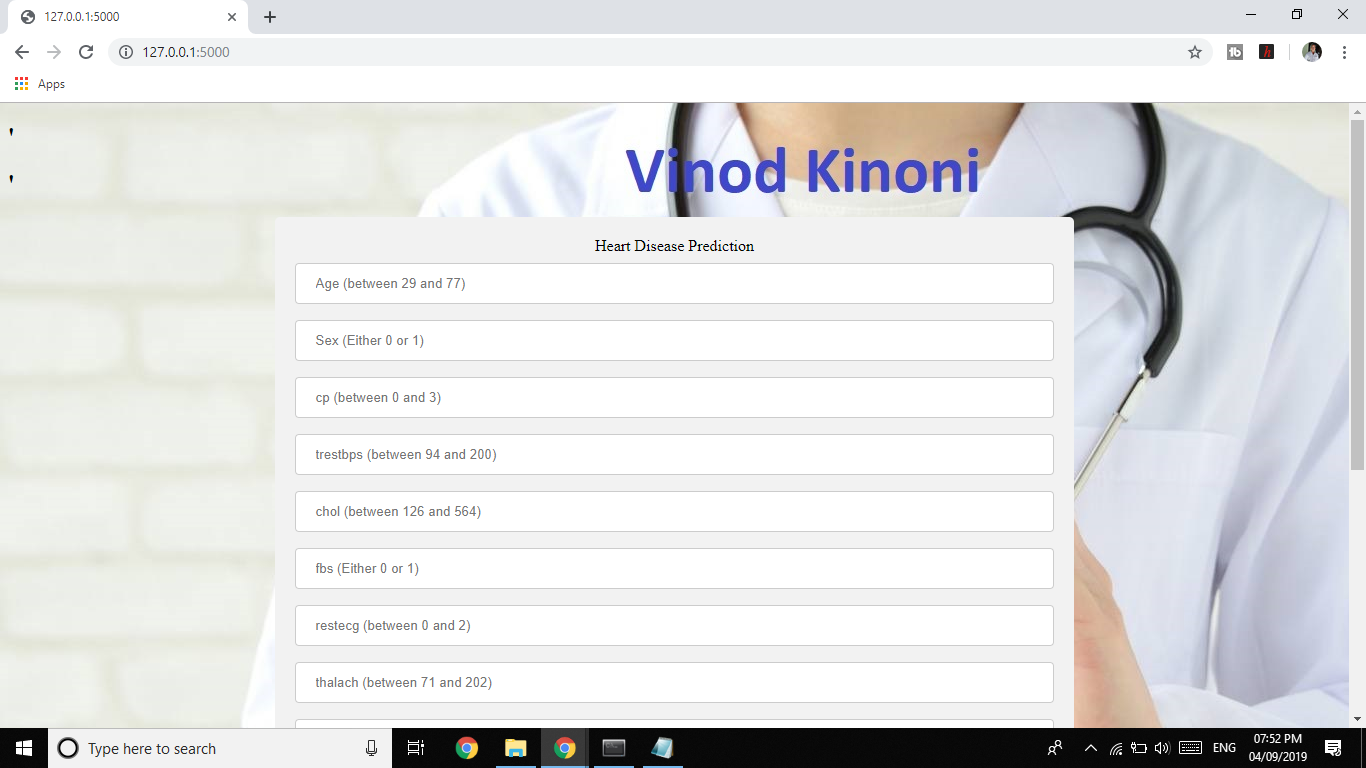 127.0.0.1:5000
127.0.0.1:5000
Apps
'
'
Vinod Kinoni
Heart Disease Prediction
Age (between 29 and 77)
Sex (Either 0 or 1)
cp (between 0 and 3)
trestbps (between 94 and 200)
chol (between 126 and 564)
fbs (Either 0 or 1)
restecg (between 0 and 2)
thalach (between 71 and 202)
Type here to search
ENG
07:52 PM
04/09/2019